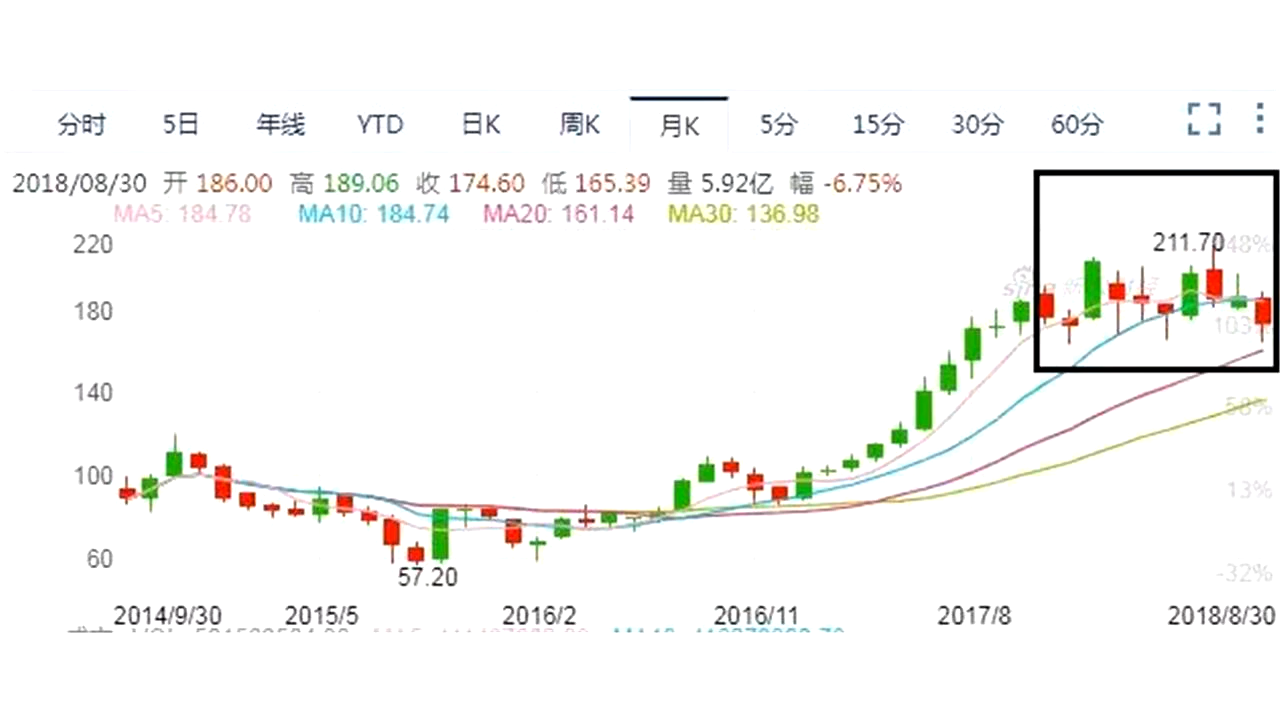 分时 5日 年线 YTD 日K 周K 月K 5分 15分 30分 60分
2018/08/30 开 186.00 高 189.06 收 174.60 低 165.39 量 5.92亿 幅 -6.75%
MA5: 184.78 MA10: 184.74 MA20: 161.14 MA30: 136.98
220 211.70 148%
180 103%
140 58%
100 13%
60 -32%
57.20
2014/9/30 2015/5 2016/2 2016/11 2017/8 2018/8/30